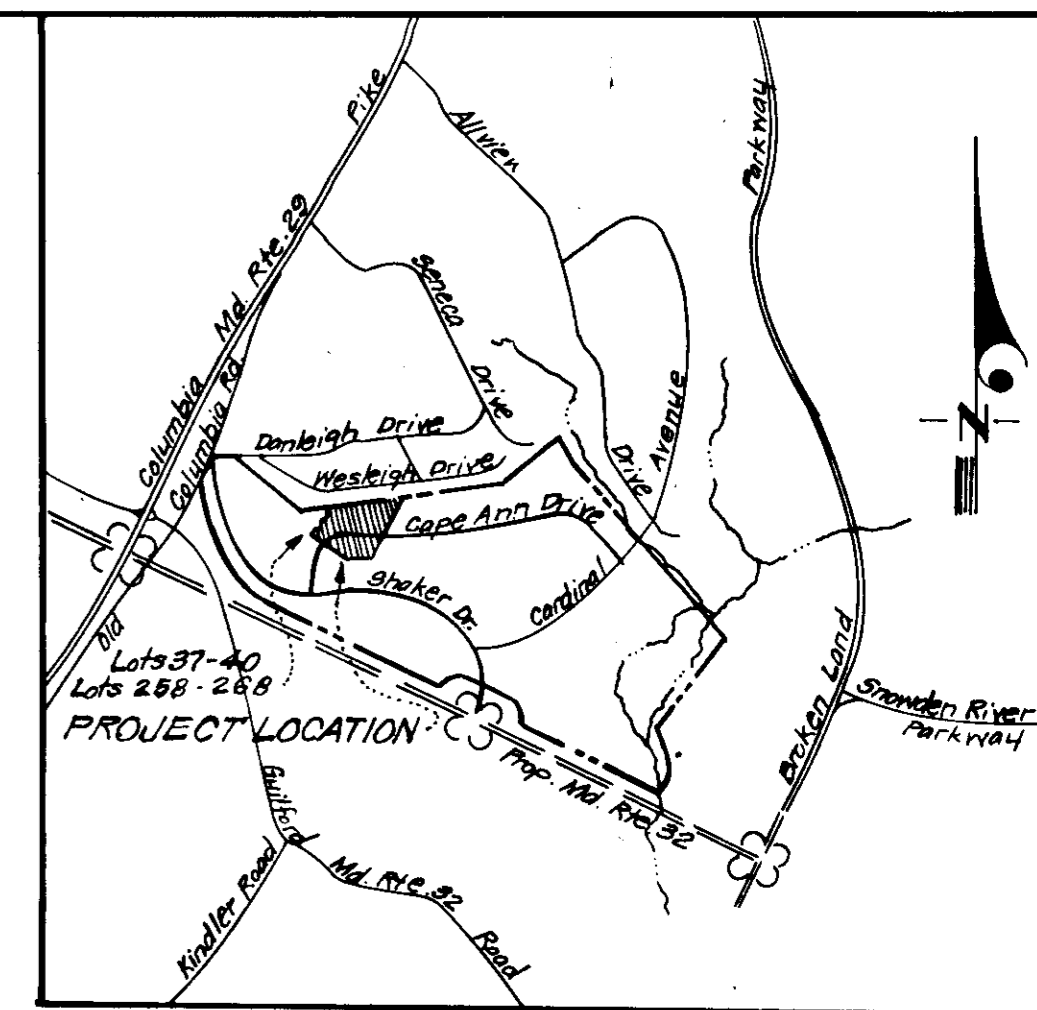 Columbia Pike
Md. Rte. 29
Old Columbia Rd.
Allview Drive
Seneca Drive
Broken Land Parkway
Danleigh Drive
Wesleigh Drive
Cape Ann Drive
Cardinal Avenue
Shaker Dr.
N
Lots 37-40
Lots 258-268
PROJECT LOCATION
Snowden River
Parkway
Prop. Md. Rte 32
Guilford Road
Md. Rte. 32
Kindler Road